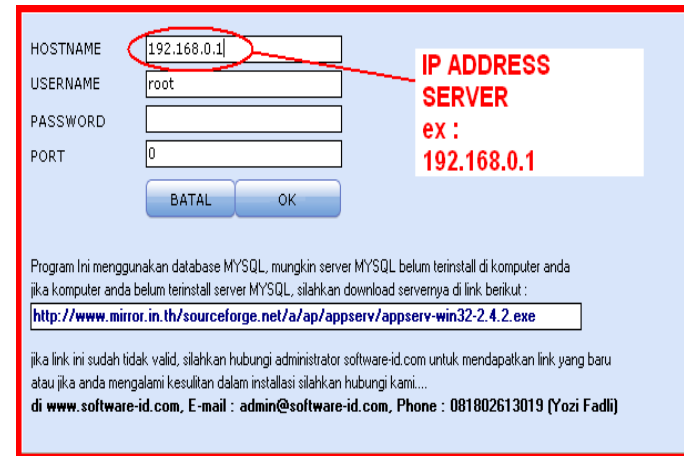 HOSTNAME 192.168.0.1
USERNAME root
PASSWORD
PORT 0
BATAL OK
IP ADDRESS
SERVER
ex :
192.168.0.1
Program Ini menggunakan database MYSQL, mungkin server MYSQL belum terinstall di komputer anda
jika komputer anda belum terinstall server MYSQL, silahkan download servernya di link berikut :
http://www.mirror.in.th/sourceforge.net/a/ap/appserv/appserv-win32-2.4.2.exe
jika link ini sudah tidak valid, silahkan hubungi administrator software-id.com untuk mendapatkan link yang baru
atau jika anda mengalami kesulitan dalam installasi silahkan hubungi kami....
di www.software-id.com, E-mail : admin@software-id.com, Phone : 081802613019 (Yozi Fadli)